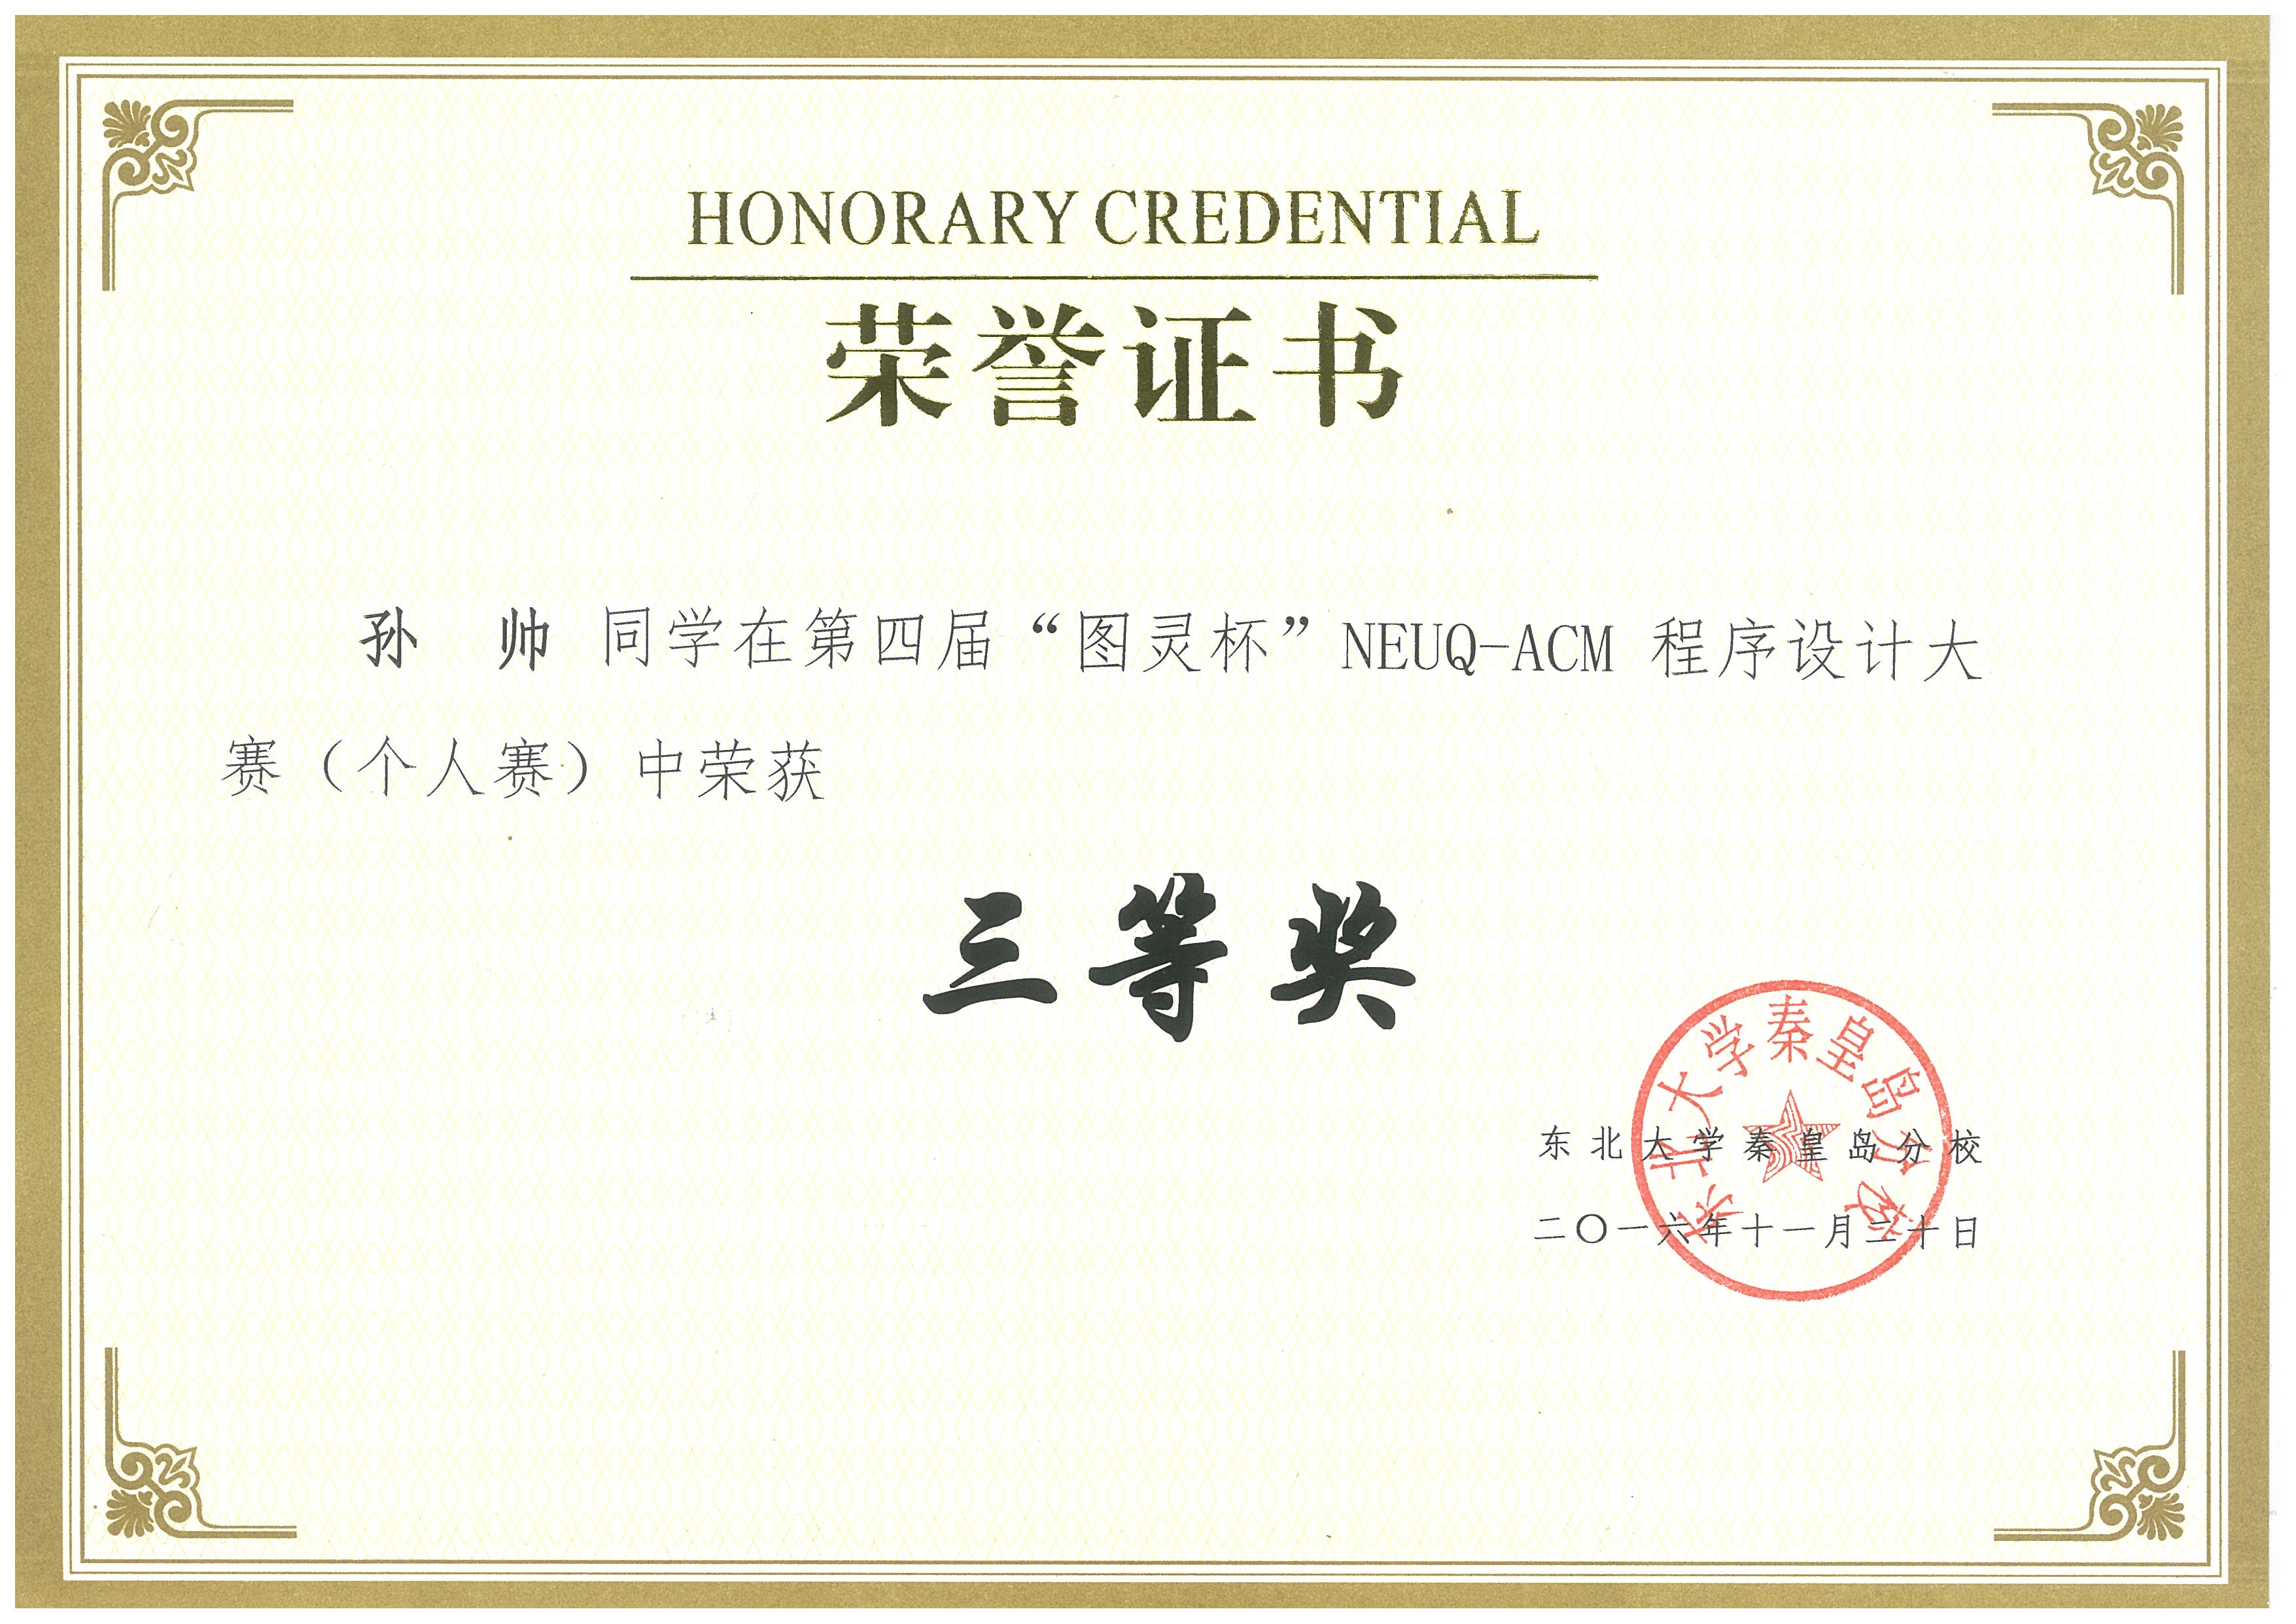 HONORARY CREDENTIAL
荣誉证书
孙 帅 同学在第四届“图灵杯”NEUQ-ACM 程序设计大
赛（个人赛）中荣获
三等奖
东北大学秦皇岛分校
东北大学秦皇岛分校
二〇一六年十一月二十日